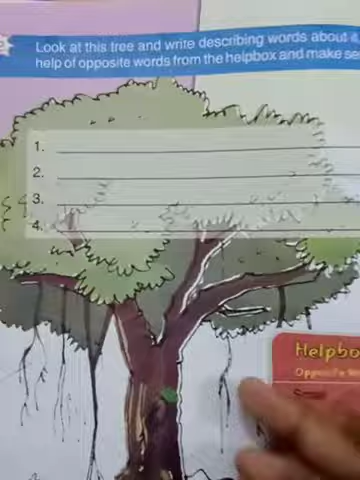 Look at this tree and write describing words about it,
help of opposite words from the helpbox and make se
1.
2.
3.
4.
Helpbo
Opposite W